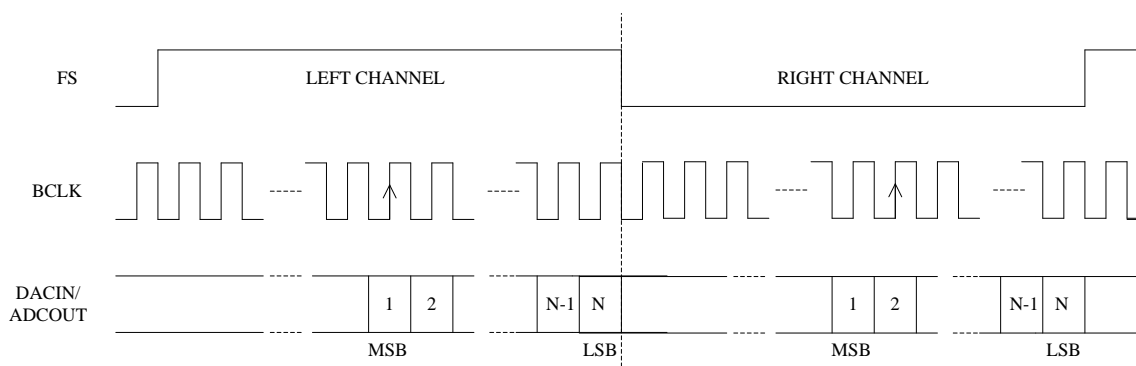 FS
LEFT CHANNEL
RIGHT CHANNEL
BCLK
DACIN/
ADCOUT
1
2
N-1
N
1
2
N-1
N
MSB
LSB
MSB
LSB